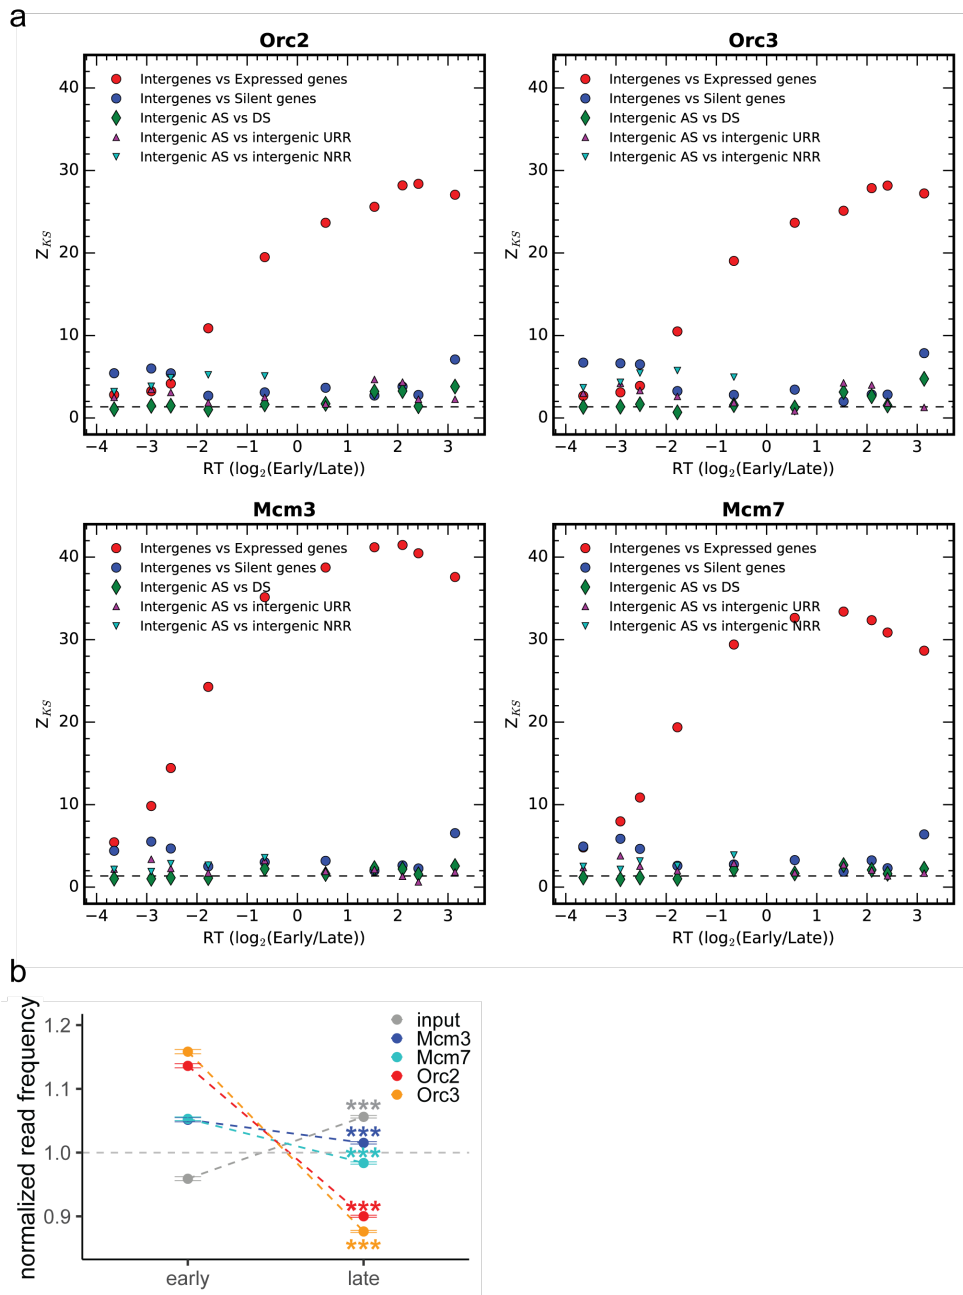 a
Orc2
Z_KS
40
30
20
10
0
Intergenes vs Expressed genes
Intergenes vs Silent genes
Intergenic AS vs DS
Intergenic AS vs intergenic URR
Intergenic AS vs intergenic NRR
−4 −3 −2 −1 0 1 2 3
RT (log₂(Early/Late))
Orc3
Z_KS
40
30
20
10
0
Intergenes vs Expressed genes
Intergenes vs Silent genes
Intergenic AS vs DS
Intergenic AS vs intergenic URR
Intergenic AS vs intergenic NRR
−4 −3 −2 −1 0 1 2 3
RT (log₂(Early/Late))
Mcm3
Z_KS
40
30
20
10
0
Intergenes vs Expressed genes
Intergenes vs Silent genes
Intergenic AS vs DS
Intergenic AS vs intergenic URR
Intergenic AS vs intergenic NRR
−4 −3 −2 −1 0 1 2 3
RT (log₂(Early/Late))
Mcm7
Z_KS
40
30
20
10
0
Intergenes vs Expressed genes
Intergenes vs Silent genes
Intergenic AS vs DS
Intergenic AS vs intergenic URR
Intergenic AS vs intergenic NRR
−4 −3 −2 −1 0 1 2 3
RT (log₂(Early/Late))
b
normalized read frequency
1.2
1.1
1.0
0.9
input
Mcm3
Mcm7
Orc2
Orc3
***
***
***
***
***
early late